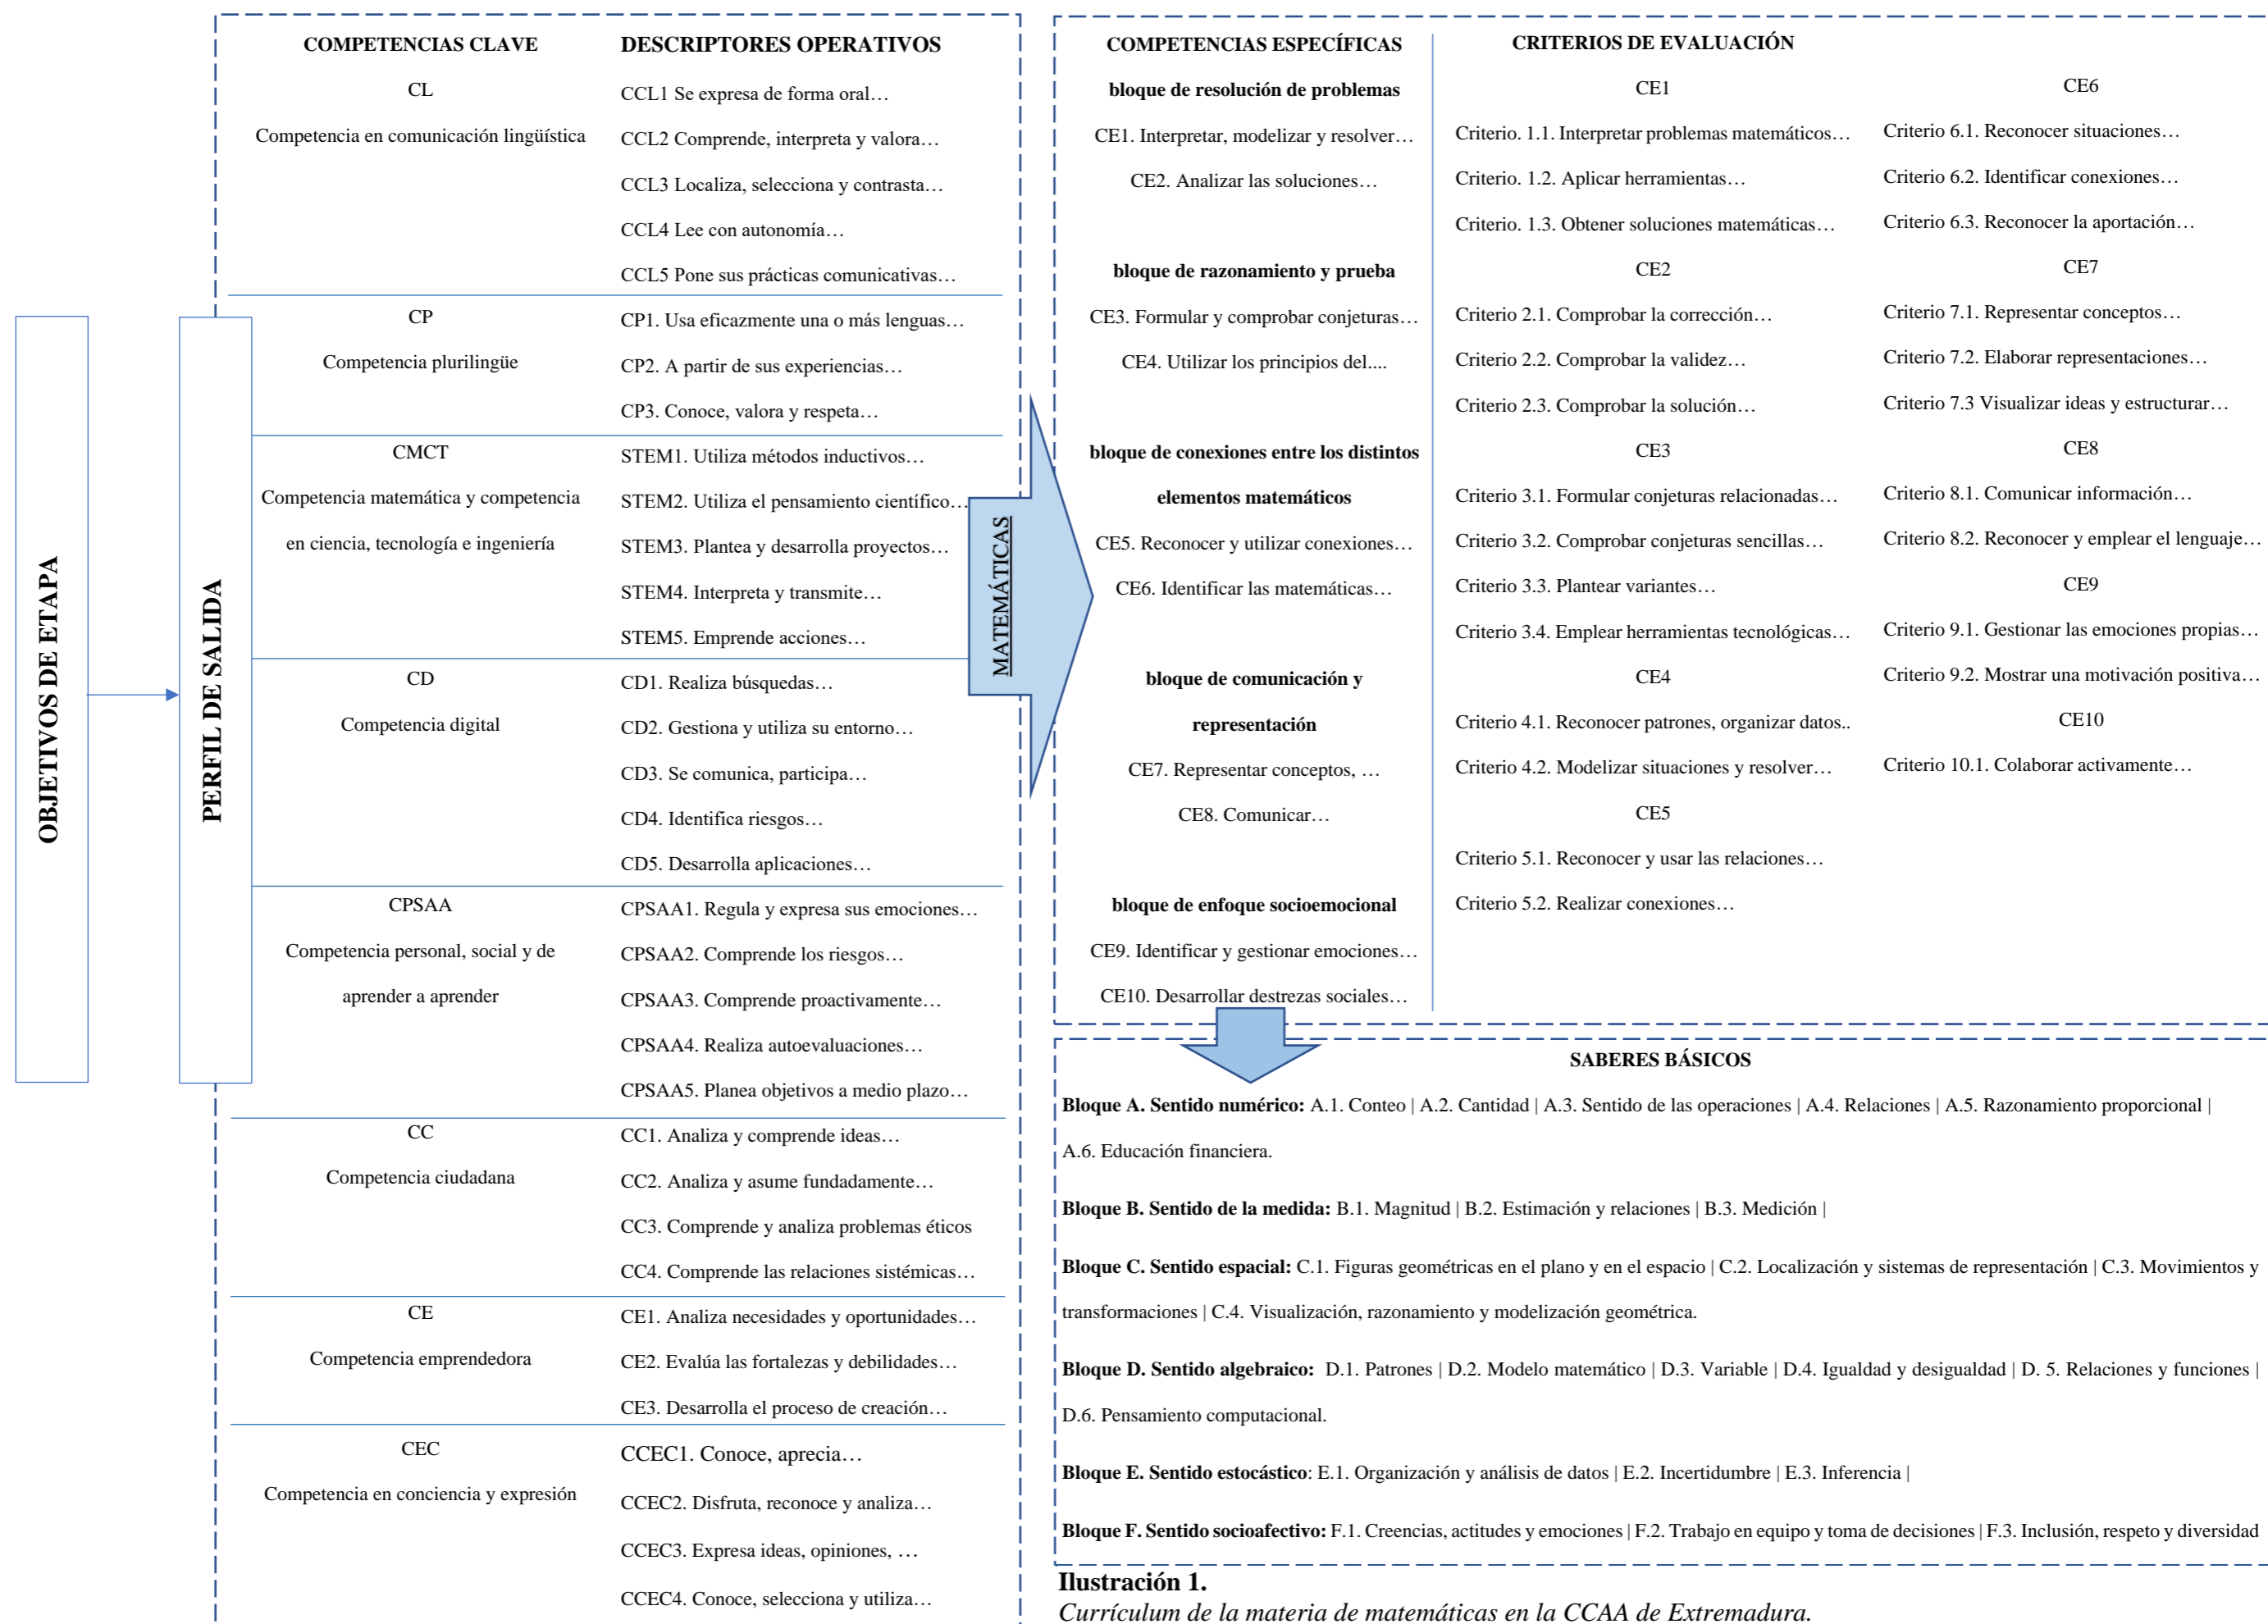 OBJETIVOS DE ETAPA
PERFIL DE SALIDA
COMPETENCIAS CLAVE
DESCRIPTORES OPERATIVOS
CL
Competencia en comunicación lingüística
CCL1 Se expresa de forma oral…
CCL2 Comprende, interpreta y valora…
CCL3 Localiza, selecciona y contrasta…
CCL4 Lee con autonomía…
CCL5 Pone sus prácticas comunicativas…
CP
Competencia plurilingüe
CP1. Usa eficazmente una o más lenguas…
CP2. A partir de sus experiencias…
CP3. Conoce, valora y respeta…
CMCT
Competencia matemática y competencia
en ciencia, tecnología e ingeniería
STEM1. Utiliza métodos inductivos…
STEM2. Utiliza el pensamiento científico…
STEM3. Plantea y desarrolla proyectos…
STEM4. Interpreta y transmite…
STEM5. Emprende acciones…
CD
Competencia digital
CD1. Realiza búsquedas…
CD2. Gestiona y utiliza su entorno…
CD3. Se comunica, participa…
CD4. Identifica riesgos…
CD5. Desarrolla aplicaciones…
CPSAA
Competencia personal, social y de
aprender a aprender
CPSAA1. Regula y expresa sus emociones…
CPSAA2. Comprende los riesgos…
CPSAA3. Comprende proactivamente…
CPSAA4. Realiza autoevaluaciones…
CPSAA5. Planea objetivos a medio plazo…
CC
Competencia ciudadana
CC1. Analiza y comprende ideas…
CC2. Analiza y asume fundadamente…
CC3. Comprende y analiza problemas éticos
CC4. Comprende las relaciones sistémicas…
CE
Competencia emprendedora
CE1. Analiza necesidades y oportunidades…
CE2. Evalúa las fortalezas y debilidades…
CE3. Desarrolla el proceso de creación…
CEC
Competencia en conciencia y expresión
CCEC1. Conoce, aprecia…
CCEC2. Disfruta, reconoce y analiza…
CCEC3. Expresa ideas, opiniones, …
CCEC4. Conoce, selecciona y utiliza…
MATEMÁTICAS
COMPETENCIAS ESPECÍFICAS
bloque de resolución de problemas
CE1. Interpretar, modelizar y resolver…
CE2. Analizar las soluciones…
bloque de razonamiento y prueba
CE3. Formular y comprobar conjeturas…
CE4. Utilizar los principios del....
bloque de conexiones entre los distintos
elementos matemáticos
CE5. Reconocer y utilizar conexiones…
CE6. Identificar las matemáticas…
bloque de comunicación y
representación
CE7. Representar conceptos, …
CE8. Comunicar…
bloque de enfoque socioemocional
CE9. Identificar y gestionar emociones…
CE10. Desarrollar destrezas sociales…
CRITERIOS DE EVALUACIÓN
CE1
Criterio. 1.1. Interpretar problemas matemáticos…
Criterio. 1.2. Aplicar herramientas…
Criterio. 1.3. Obtener soluciones matemáticas…
CE2
Criterio 2.1. Comprobar la corrección…
Criterio 2.2. Comprobar la validez…
Criterio 2.3. Comprobar la solución…
CE3
Criterio 3.1. Formular conjeturas relacionadas…
Criterio 3.2. Comprobar conjeturas sencillas…
Criterio 3.3. Plantear variantes…
Criterio 3.4. Emplear herramientas tecnológicas…
CE4
Criterio 4.1. Reconocer patrones, organizar datos..
Criterio 4.2. Modelizar situaciones y resolver…
CE5
Criterio 5.1. Reconocer y usar las relaciones…
Criterio 5.2. Realizar conexiones…
CE6
Criterio 6.1. Reconocer situaciones…
Criterio 6.2. Identificar conexiones…
Criterio 6.3. Reconocer la aportación…
CE7
Criterio 7.1. Representar conceptos…
Criterio 7.2. Elaborar representaciones…
Criterio 7.3 Visualizar ideas y estructurar…
CE8
Criterio 8.1. Comunicar información…
Criterio 8.2. Reconocer y emplear el lenguaje…
CE9
Criterio 9.1. Gestionar las emociones propias…
Criterio 9.2. Mostrar una motivación positiva…
CE10
Criterio 10.1. Colaborar activamente…
SABERES BÁSICOS
Bloque A. Sentido numérico: A.1. Conteo | A.2. Cantidad | A.3. Sentido de las operaciones | A.4. Relaciones | A.5. Razonamiento proporcional |
A.6. Educación financiera.
Bloque B. Sentido de la medida: B.1. Magnitud | B.2. Estimación y relaciones | B.3. Medición |
Bloque C. Sentido espacial: C.1. Figuras geométricas en el plano y en el espacio | C.2. Localización y sistemas de representación | C.3. Movimientos y
transformaciones | C.4. Visualización, razonamiento y modelización geométrica.
Bloque D. Sentido algebraico: D.1. Patrones | D.2. Modelo matemático | D.3. Variable | D.4. Igualdad y desigualdad | D. 5. Relaciones y funciones |
D.6. Pensamiento computacional.
Bloque E. Sentido estocástico: E.1. Organización y análisis de datos | E.2. Incertidumbre | E.3. Inferencia |
Bloque F. Sentido socioafectivo: F.1. Creencias, actitudes y emociones | F.2. Trabajo en equipo y toma de decisiones | F.3. Inclusión, respeto y diversidad
Ilustración 1.
Currículum de la materia de matemáticas en la CCAA de Extremadura.